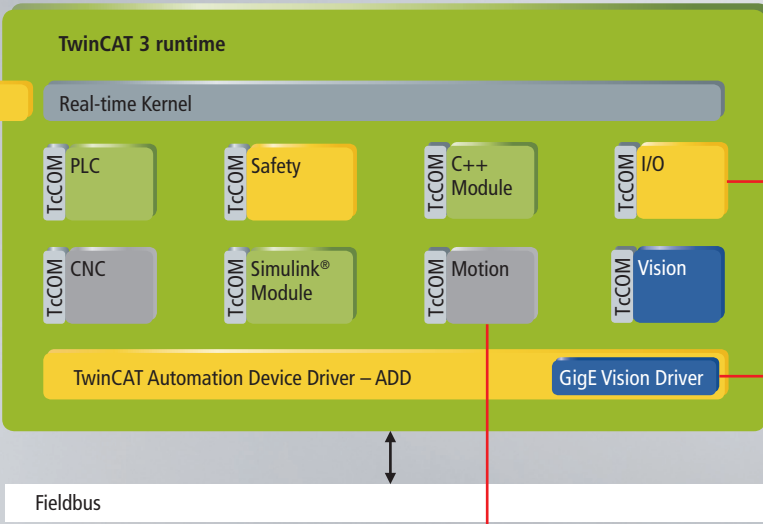 TwinCAT 3 runtime
Real-time Kernel
TcCOM PLC
TcCOM Safety
TcCOM C++
Module
TcCOM I/O
TcCOM CNC
TcCOM Simulink®
Module
TcCOM Motion
TcCOM Vision
TwinCAT Automation Device Driver – ADD
GigE Vision Driver
Fieldbus